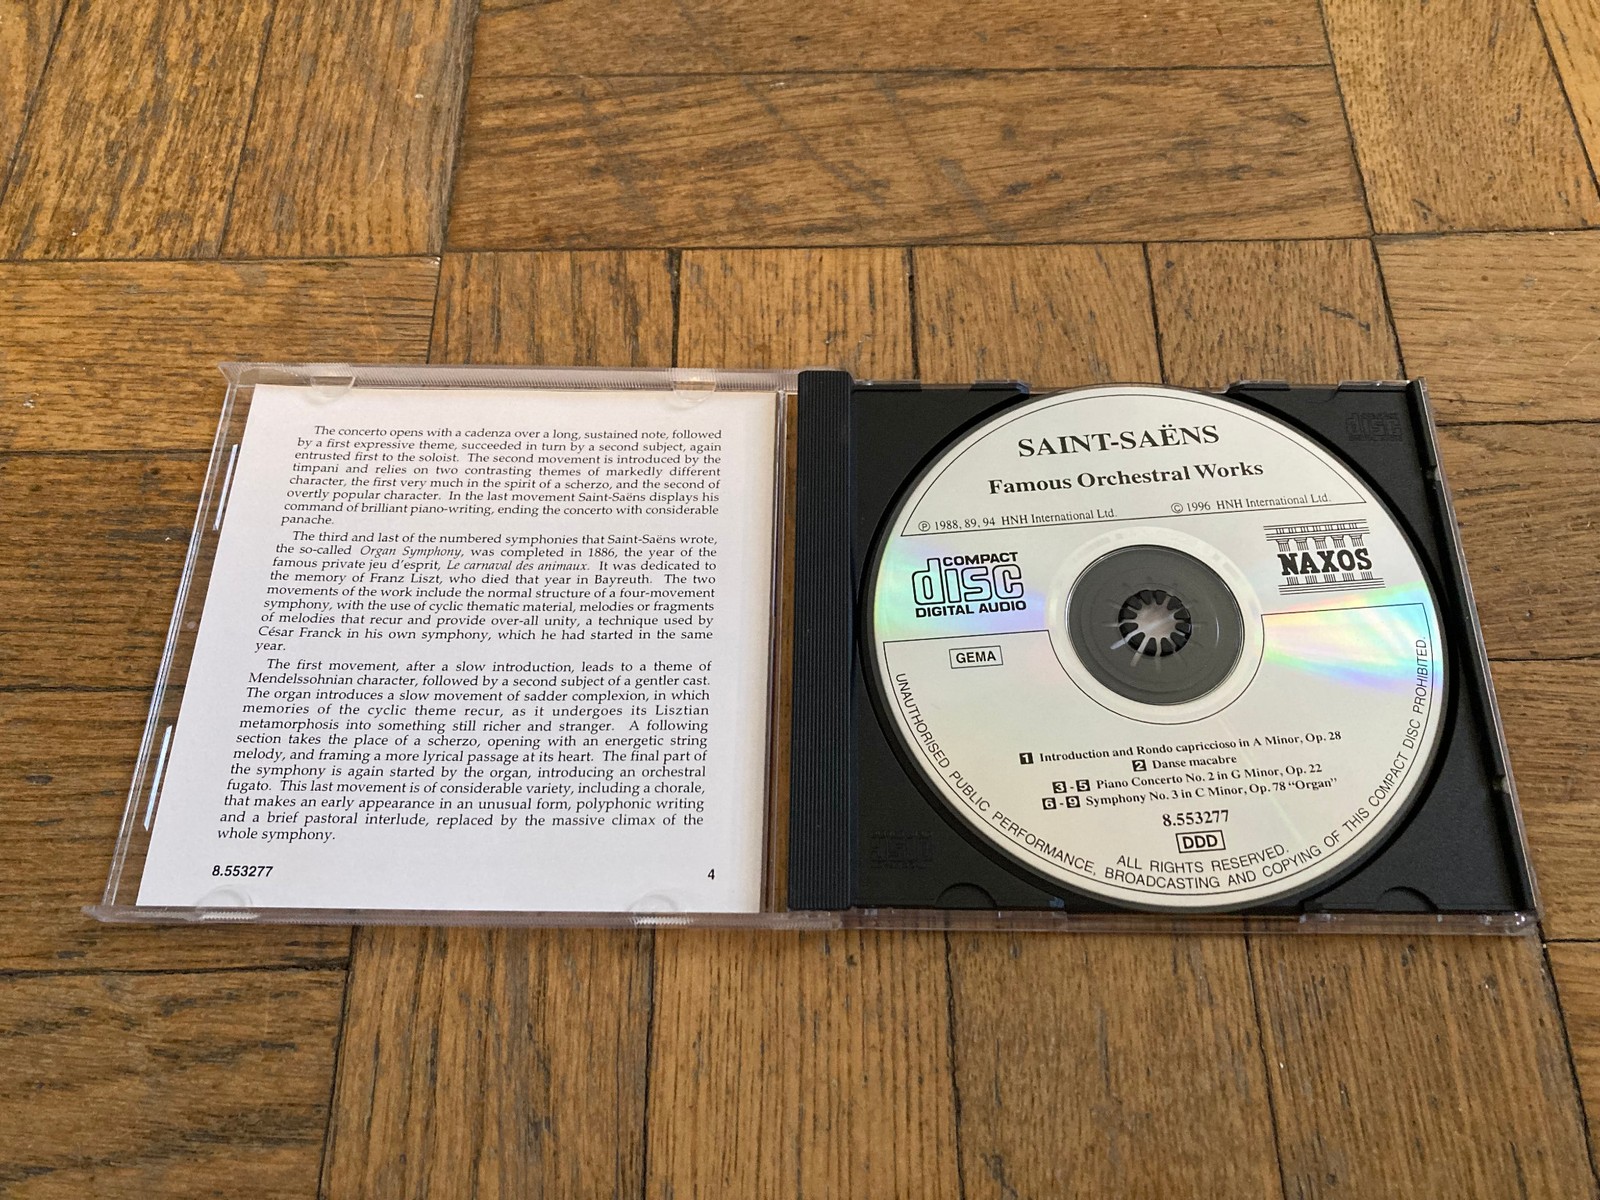 The concerto opens with a cadenza over a long, sustained note, followed
by a first expressive theme, succeeded in turn by a second subject, again
entrusted first to the soloist. The second movement is introduced by the
timpani and relies on two contrasting themes of markedly different
character, the first very much in the spirit of a scherzo, and the second of
overtly popular character. In the last movement Saint-Saëns displays his
command of brilliant piano-writing, ending the concerto with considerable
panache.
The third and last of the numbered symphonies that Saint-Saëns wrote,
the so-called Organ Symphony, was completed in 1886, the year of the
famous private jeu d'esprit, Le carnaval des animaux. It was dedicated to
the memory of Franz Liszt, who died that year in Bayreuth. The two
movements of the work include the normal structure of a four-movement
symphony, with the use of cyclic thematic material, melodies or fragments
of melodies that recur and provide over-all unity, a technique used by
César Franck in his own symphony, which he had started in the same
year.
The first movement, after a slow introduction, leads to a theme of
Mendelssohnian character, followed by a second subject of a gentler cast.
The organ introduces a slow movement of sadder complexion, in which
memories of the cyclic theme recur, as it undergoes its Lisztian
metamorphosis into something still richer and stranger. A following
section takes the place of a scherzo, opening with an energetic string
melody, and framing a more lyrical passage at its heart. The final part of
the symphony is again started by the organ, introducing an orchestral
fugato. This last movement is of considerable variety, including a chorale,
that makes an early appearance in an unusual form, polyphonic writing
and a brief pastoral interlude, replaced by the massive climax of the
whole symphony.
8.553277
4
SAINT-SAËNS
Famous Orchestral Works
℗ 1988, 89, 94 HNH International Ltd.
© 1996 HNH International Ltd.
COMPACT
disc
DIGITAL AUDIO
NAXOS
GEMA
1 Introduction and Rondo capriccioso in A Minor, Op. 28
2 Danse macabre
3 - 5 Piano Concerto No. 2 in G Minor, Op. 22
6 - 9 Symphony No. 3 in C Minor, Op. 78 "Organ"
8.553277
DDD
ALL RIGHTS RESERVED.
UNAUTHORISED PUBLIC PERFORMANCE, BROADCASTING AND COPYING OF THIS COMPACT DISC PROHIBITED.